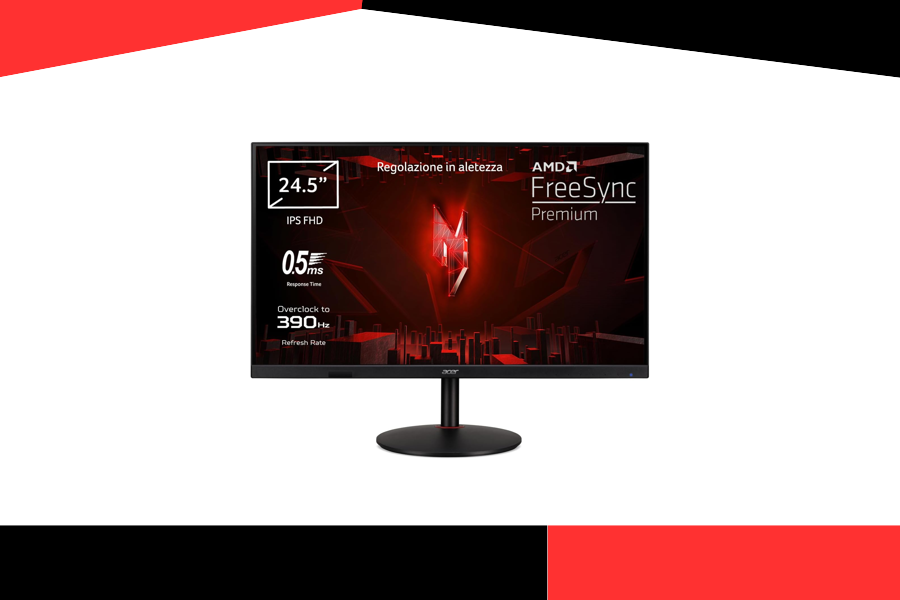 24.5”
IPS FHD
0.5ms
Response Time
Overclock to
390Hz
Refresh Rate
Regolazione in aletezza
AMD
FreeSync
Premium
acer